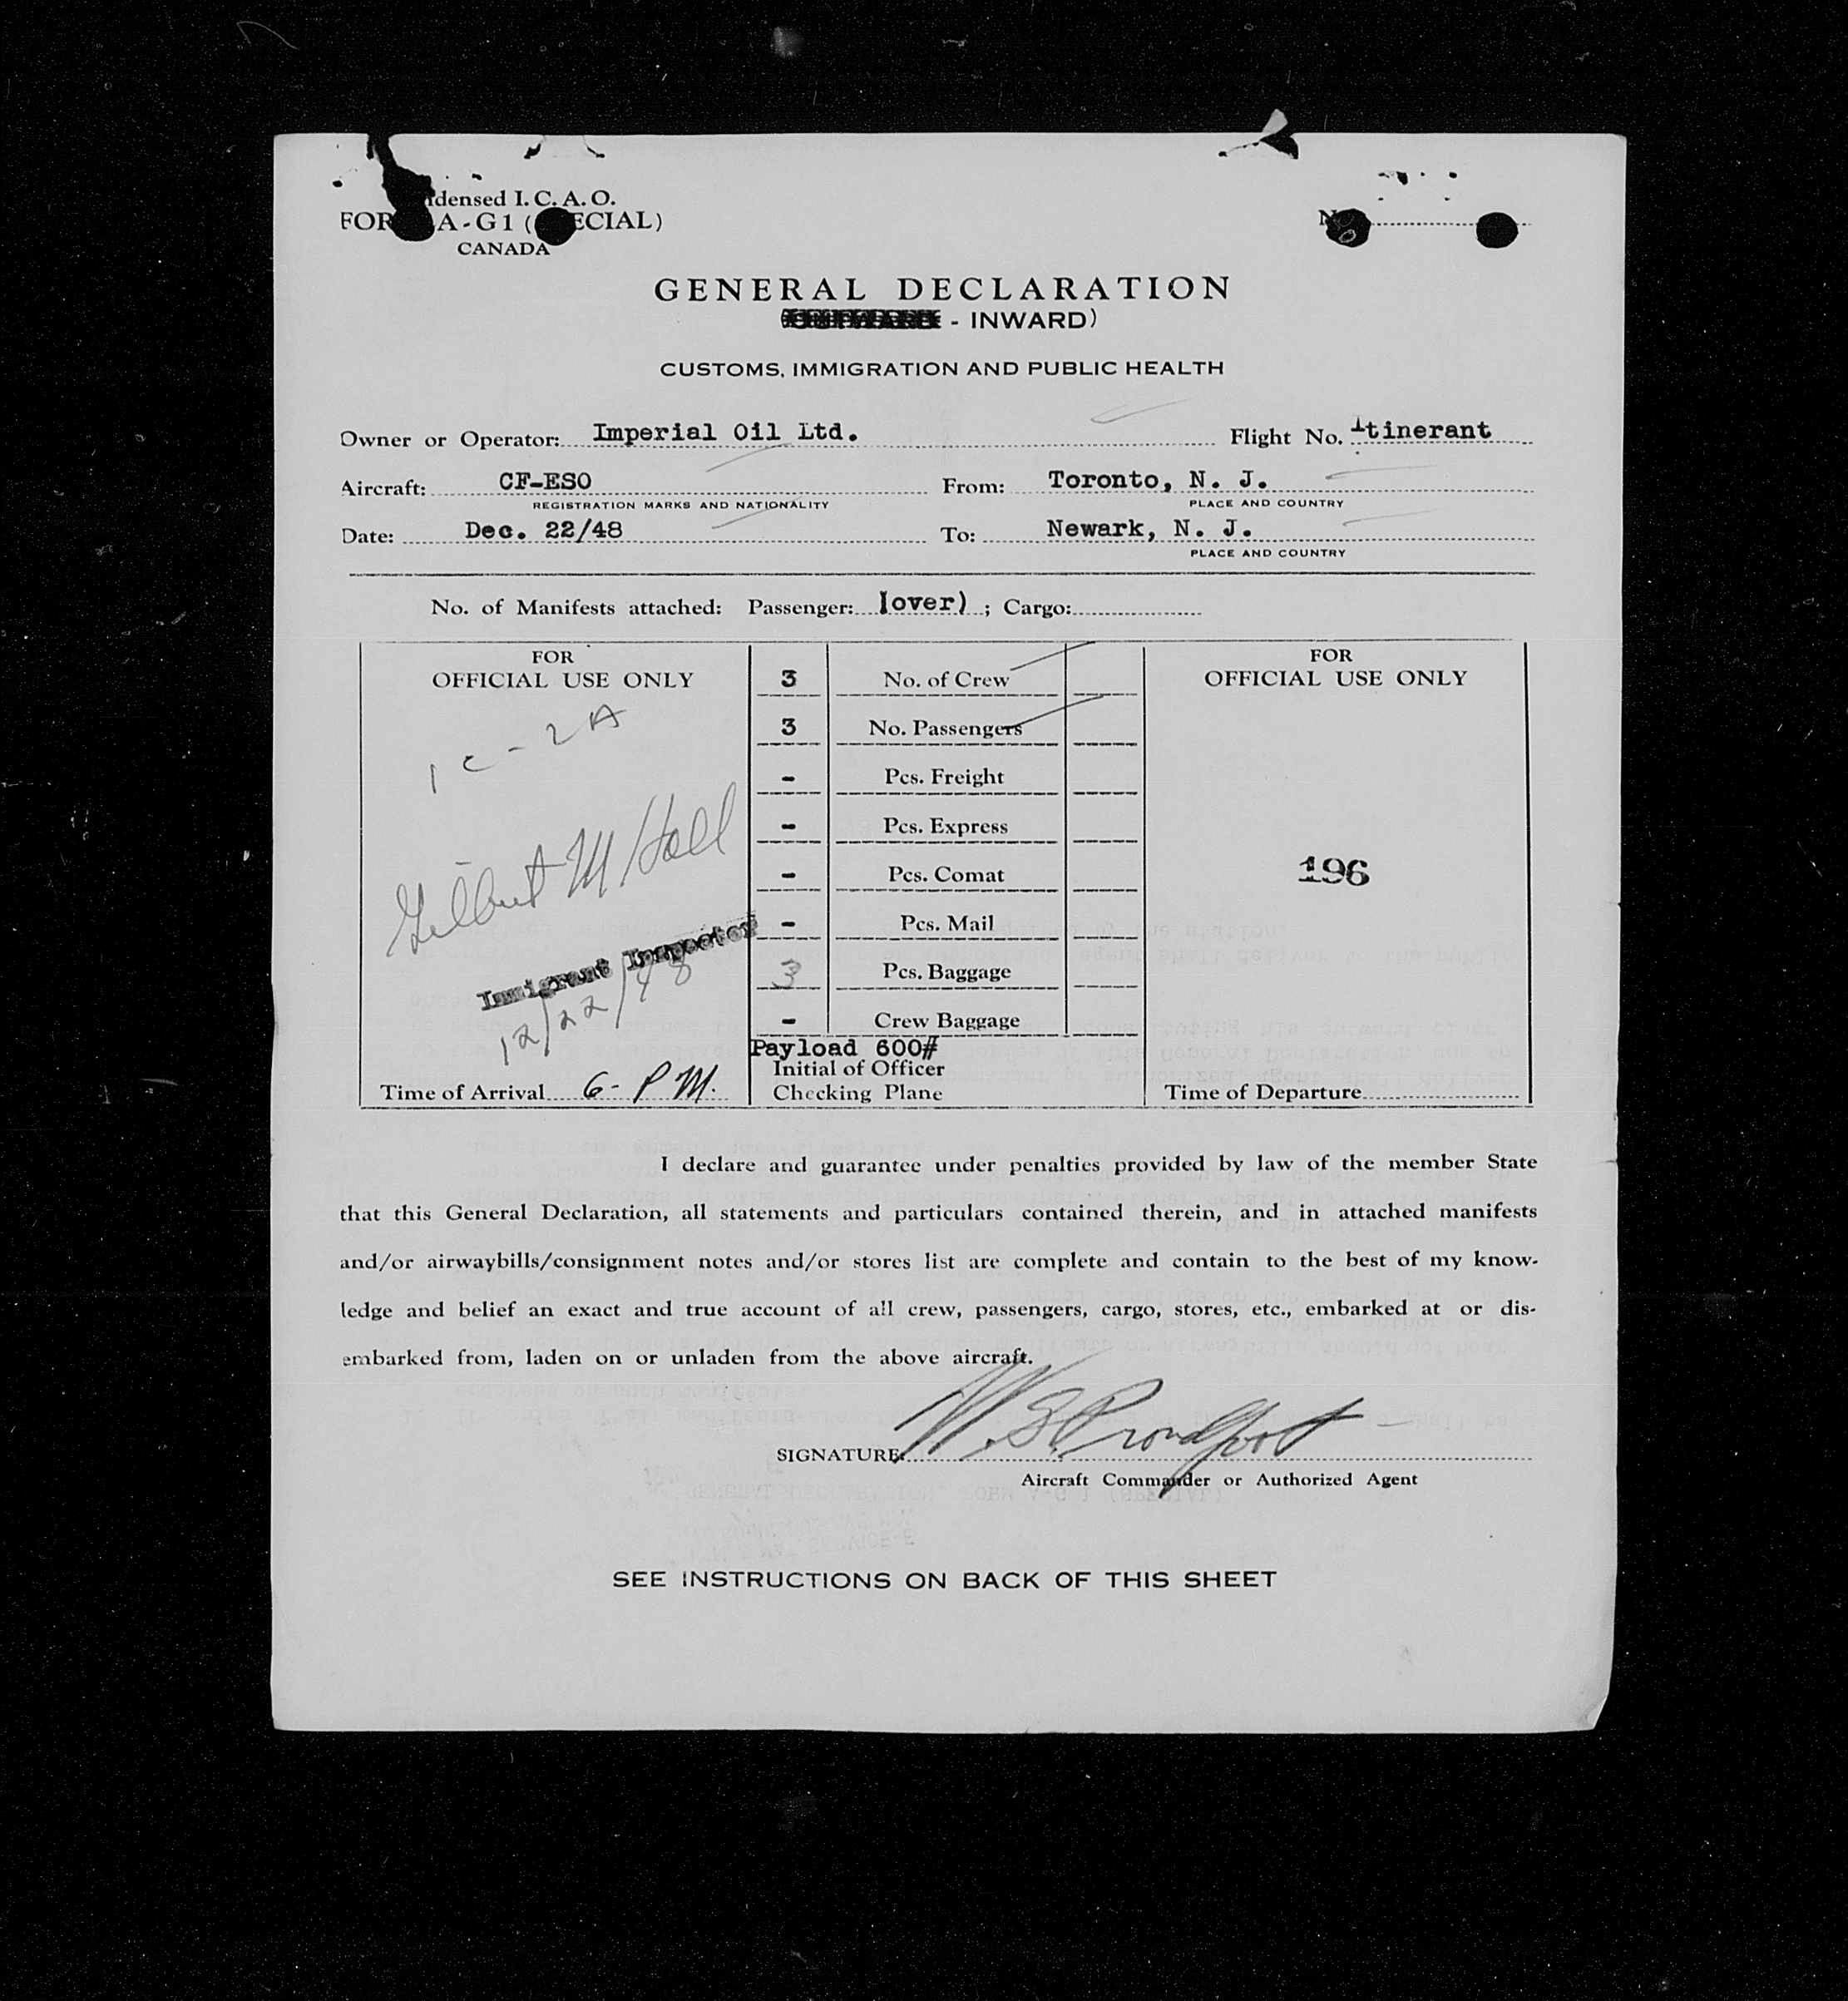 densed I. C. A. O.
FOR A-G1 ( ECIAL)
CANADA
GENERAL DECLARATION
- INWARD)
CUSTOMS, IMMIGRATION AND PUBLIC HEALTH
Owner or Operator: Imperial Oil Ltd. Flight No. Itinerant
Aircraft: CF-ESO From: Toronto, N. J.
REGISTRATION MARKS AND NATIONALITY PLACE AND COUNTRY
Date: Dec. 22/48 To: Newark, N. J.
PLACE AND COUNTRY
No. of Manifests attached: Passenger: (over) ; Cargo:
FOR OFFICIAL USE ONLY
1 c - 2 A
Gilbert M Hall
Immigrant Inspector
12/22/48
Time of Arrival 6 - P M.
3 No. of Crew
3 No. Passengers
- Pcs. Freight
- Pcs. Express
- Pcs. Comat
- Pcs. Mail
3 Pcs. Baggage
- Crew Baggage
Payload 600#
Initial of Officer
Checking Plane
FOR
OFFICIAL USE ONLY
196
Time of Departure
I declare and guarantee under penalties provided by law of the member State
that this General Declaration, all statements and particulars contained therein, and in attached manifests
and/or airwaybills/consignment notes and/or stores list are complete and contain to the best of my know-
ledge and belief an exact and true account of all crew, passengers, cargo, stores, etc., embarked at or dis-
embarked from, laden on or unladen from the above aircraft.
SIGNATURE W. S. Proudfoot
Aircraft Commander or Authorized Agent
SEE INSTRUCTIONS ON BACK OF THIS SHEET